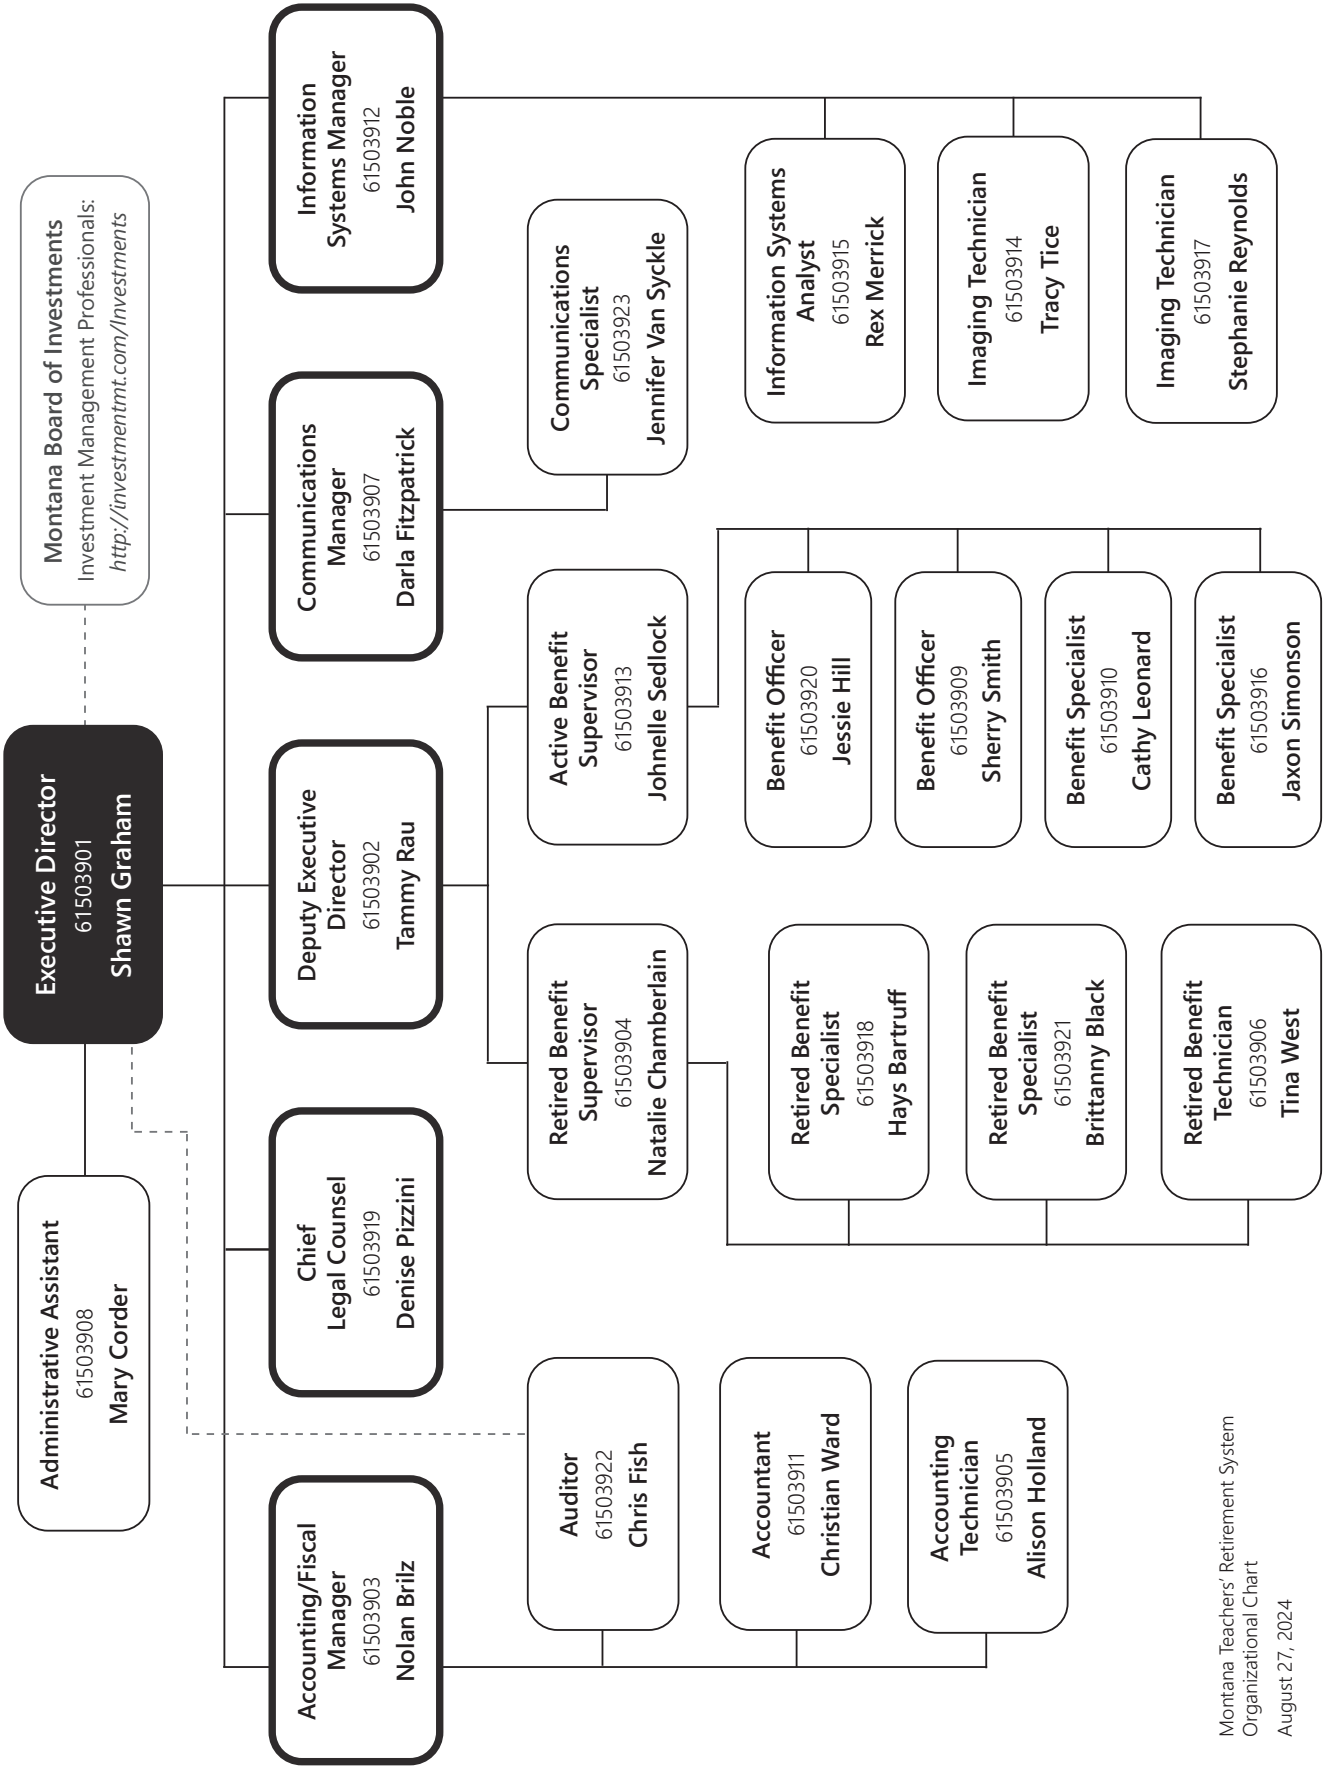 Administrative Assistant
61503908
Mary Corder
Executive Director
61503901
Shawn Graham
Montana Board of Investments
Investment Management Professionals:
http://investmentmt.com/Investments
Accounting/Fiscal
Manager
61503903
Nolan Brilz
Chief
Legal Counsel
61503919
Denise Pizzini
Deputy Executive
Director
61503902
Tammy Rau
Communications
Manager
61503907
Darla Fitzpatrick
Information
Systems Manager
61503912
John Noble
Auditor
61503922
Chris Fish
Accountant
61503911
Christian Ward
Accounting
Technician
61503905
Alison Holland
Retired Benefit
Supervisor
61503904
Natalie Chamberlain
Retired Benefit
Specialist
61503918
Hays Bartruff
Retired Benefit
Specialist
61503921
Brittanny Black
Retired Benefit
Technician
61503906
Tina West
Active Benefit
Supervisor
61503913
Johnelle Sedlock
Benefit Officer
61503920
Jessie Hill
Benefit Officer
61503909
Sherry Smith
Benefit Specialist
61503910
Cathy Leonard
Benefit Specialist
61503916
Jaxon Simonson
Communications
Specialist
61503923
Jennifer Van Syckle
Information Systems
Analyst
61503915
Rex Merrick
Imaging Technician
61503914
Tracy Tice
Imaging Technician
61503917
Stephanie Reynolds
Montana Teachers’ Retirement System
Organizational Chart
August 27, 2024